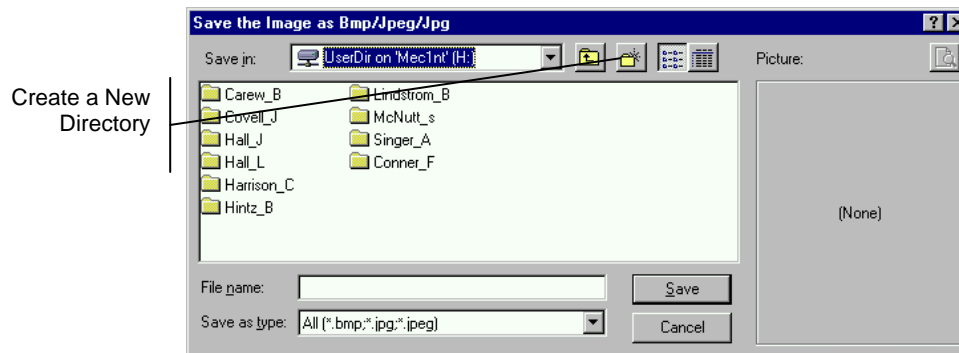 Save the Image as Bmp/Jpeg/Jpg
Save in: UserDir on 'Mec1nt' (H:) Picture:
Create a New
Directory
Carew_B Lindstrom_B
Covell_J McNutt_s
Hall_J Singer_A
Hall_L Conner_F
Harrison_C
Hintz_B
(None)
File name: Save
Save as type: All (*.bmp;*.jpg;*.jpeg) Cancel